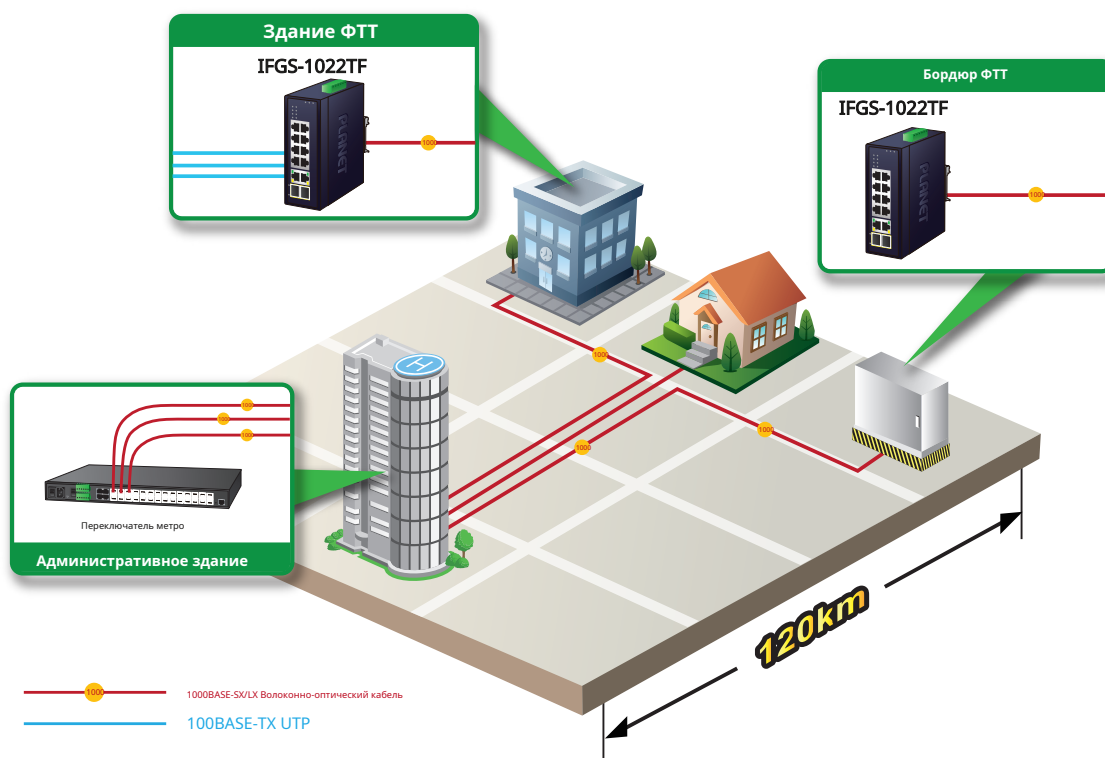 Здание ФТТ
IFGS-1022TF
PLANET
1000
Бордюр ФТТ
IFGS-1022TF
PLANET
1000
1000
1000
1000
H
1000
1000
1000
Переключатель метро
Административное здание
120km
1000
1000BASE-SX/LX Волоконно-оптический кабель
100BASE-TX UTP